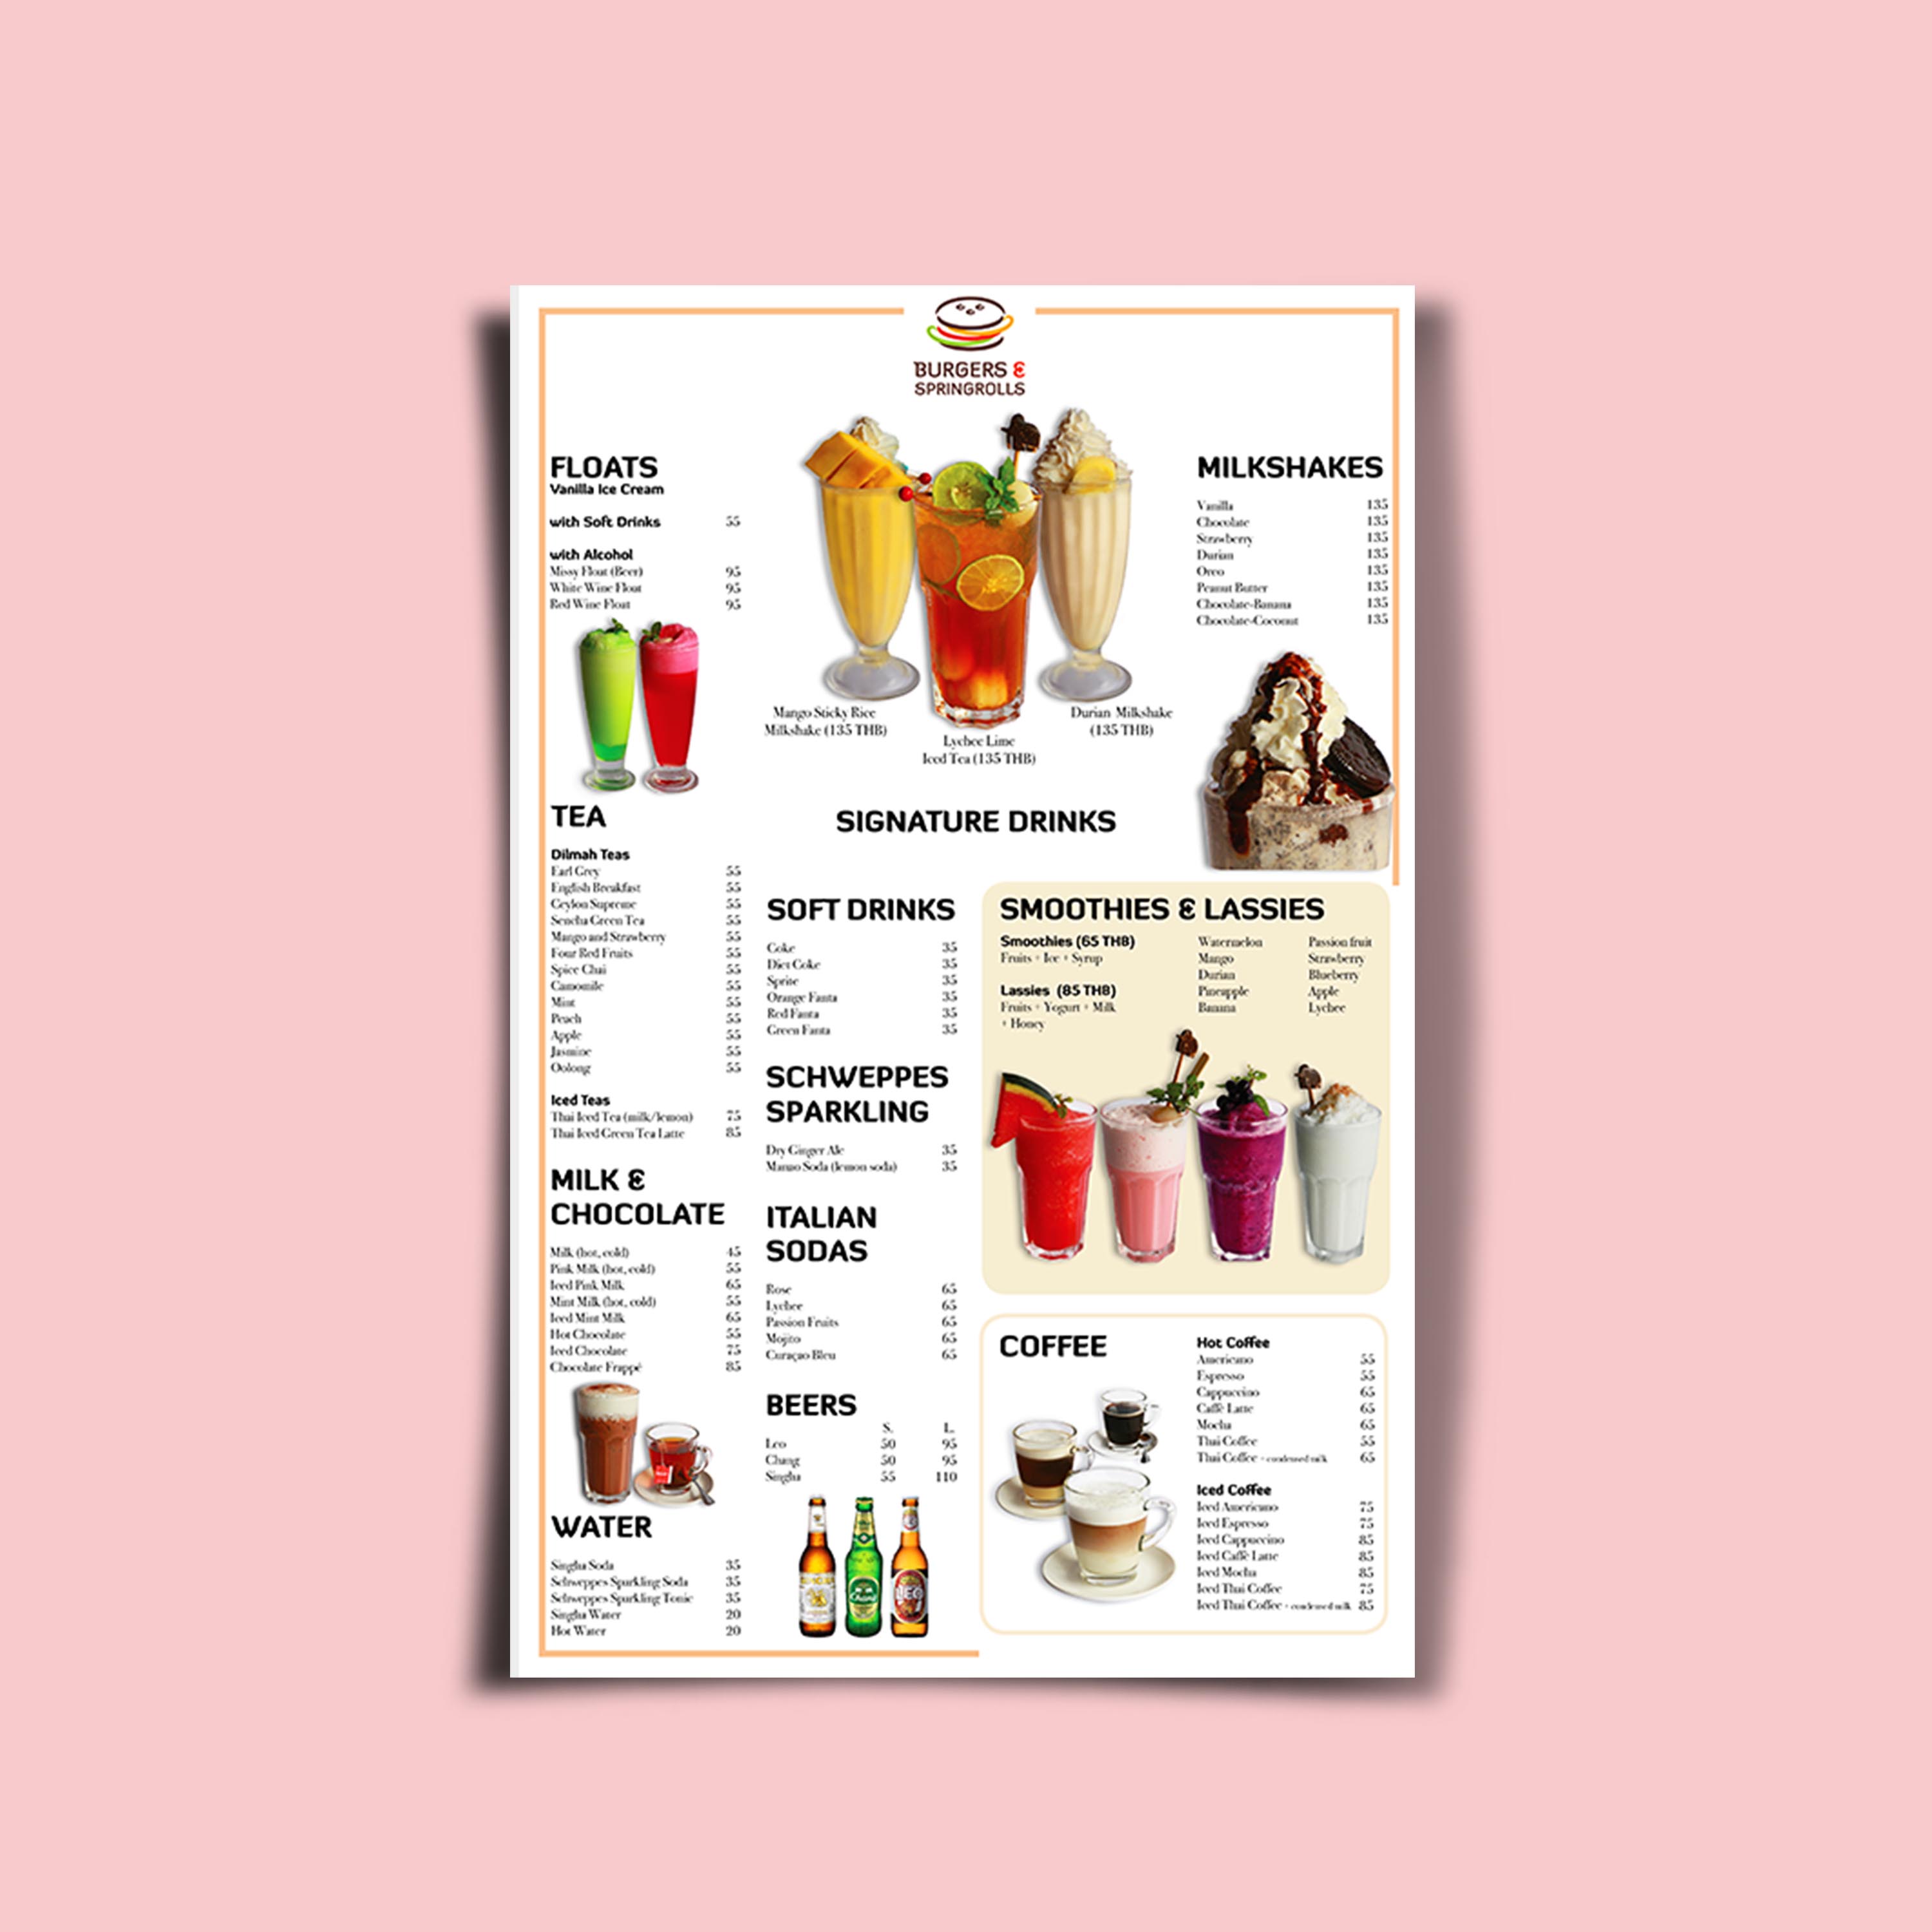 BURGERS &
SPRINGROLLS
FLOATS
Vanilla Ice Cream
with Soft Drinks 55
with Alcohol
Missy Float (Beer) 95
White Wine Float 95
Red Wine Float 95
Mango Sticky Rice
Milkshake (135 THB)
Lychee Lime
Iced Tea (135 THB)
Durian Milkshake
(135 THB)
SIGNATURE DRINKS
MILKSHAKES
Vanilla 135
Chocolate 135
Strawberry 135
Durian 135
Oreo 135
Peanut Butter 135
Chocolate-Banana 135
Chocolate-Coconut 135
TEA
Dilmah Teas
Earl Grey 55
English Breakfast 55
Ceylon Supreme 55
Sencha Green Tea 55
Mango and Strawberry 55
Four Red Fruits 55
Spice Chai 55
Camomile 55
Mint 55
Peach 55
Apple 55
Jasmine 55
Oolong 55
Iced Teas
Thai Iced Tea (milk/lemon) 75
Thai Iced Green Tea Latte 85
MILK &
CHOCOLATE
Milk (hot, cold) 45
Pink Milk (hot, cold) 55
Iced Pink Milk 65
Mint Milk (hot, cold) 55
Iced Mint Milk 65
Hot Chocolate 55
Iced Chocolate 75
Chocolate Frappé 85
WATER
Singha Soda 35
Schweppes Sparkling Soda 35
Schweppes Sparkling Tonic 35
Singha Water 20
Hot Water 20
SOFT DRINKS
Coke 35
Diet Coke 35
Sprite 35
Orange Fanta 35
Red Fanta 35
Green Fanta 35
SCHWEPPES
SPARKLING
Dry Ginger Ale 35
Manao Soda (lemon soda) 35
ITALIAN
SODAS
Rose 65
Lychee 65
Passion Fruits 65
Mojito 65
Curaçao Bleu 65
BEERS
S. L.
Leo 50 95
Chang 50 95
Singha 55 110
Chang
LEO
SMOOTHIES & LASSIES
Smoothies (65 THB)
Fruits + Ice + Syrup
Lassies (85 THB)
Fruits + Yogurt + Milk
+ Honey
Watermelon Passion fruit
Mango Strawberry
Durian Blueberry
Pineapple Apple
Banana Lychee
COFFEE
Hot Coffee
Americano 55
Espresso 55
Cappuccino 65
Caffè Latte 65
Mocha 65
Thai Coffee 55
Thai Coffee + condensed milk 65
Iced Coffee
Iced Americano 75
Iced Espresso 75
Iced Cappuccino 85
Iced Caffè Latte 85
Iced Mocha 85
Iced Thai Coffee 75
Iced Thai Coffee + condensed milk 85